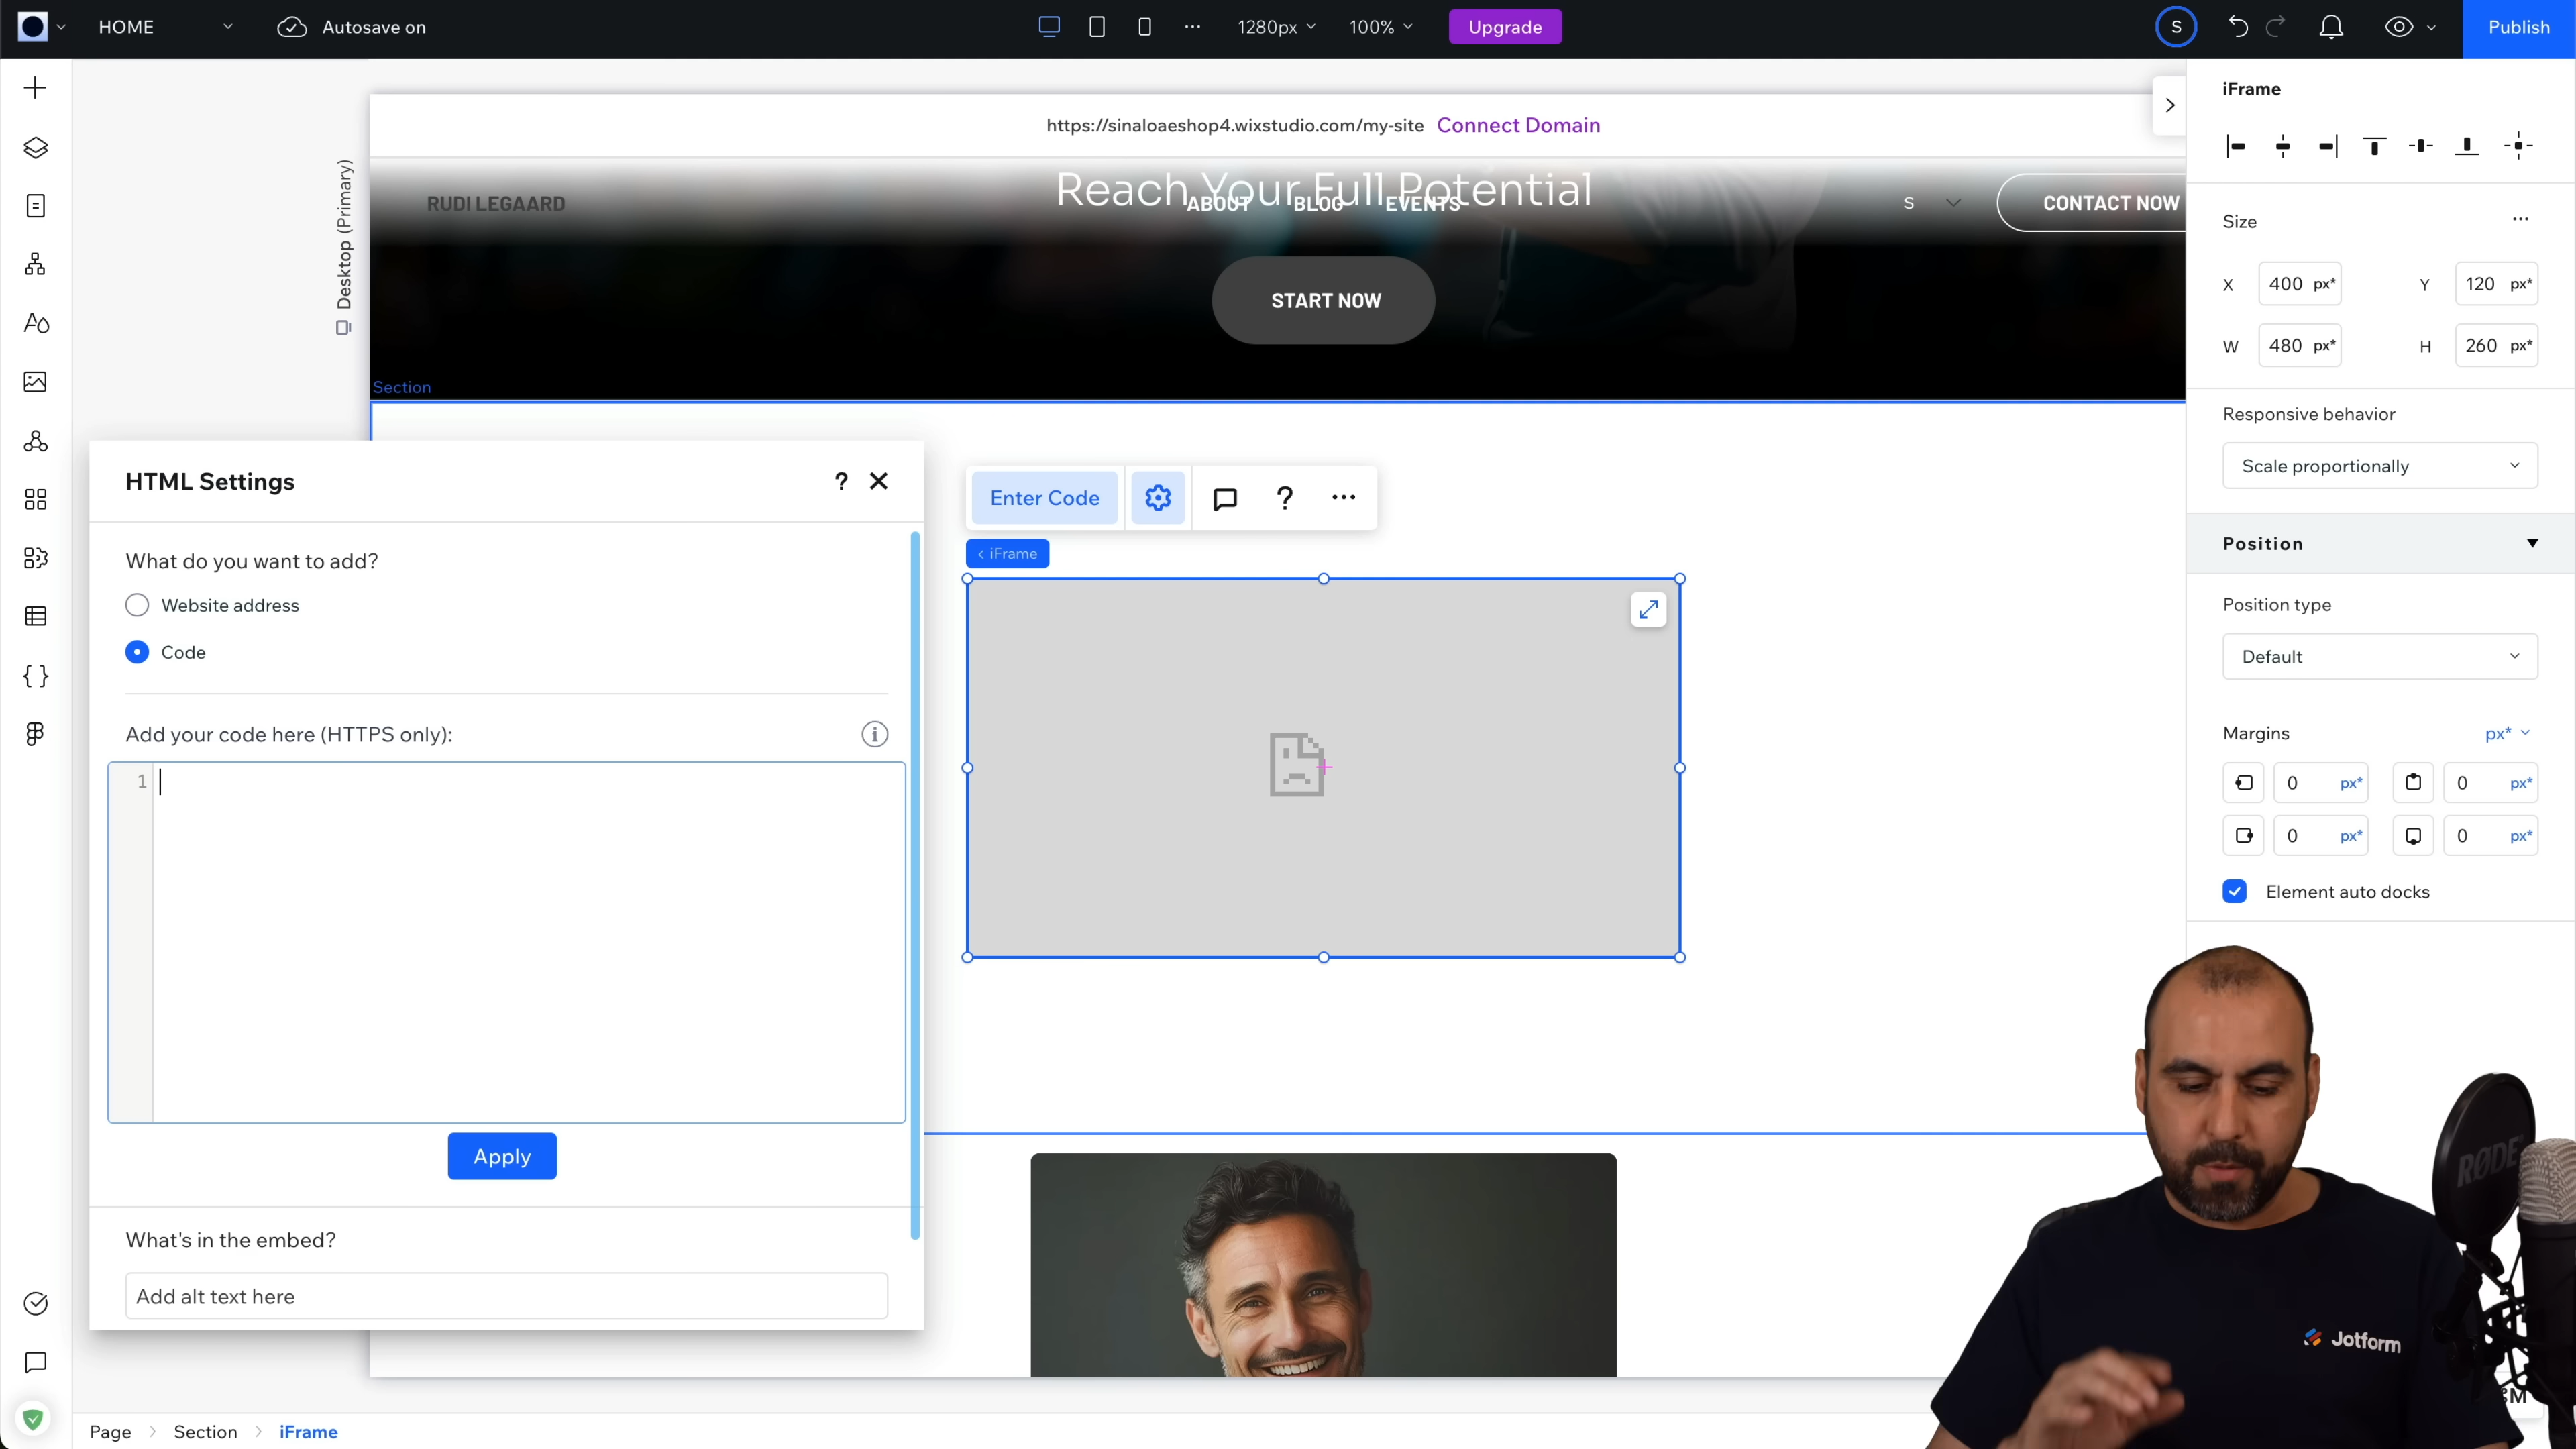 HOME
Autosave on
1280px
100%
Upgrade
S
Publish
https://sinaloaeshop4.wixstudio.com/my-site Connect Domain
Desktop (Primary)
Reach Your Full Potential
RUDI LEGAARD
ABOUT
BLOG
EVENTS
S
CONTACT NOW
START NOW
Section
HTML Settings
?
What do you want to add?
Website address
Code
Add your code here (HTTPS only):
1
Apply
What's in the embed?
Add alt text here
Enter Code
?
iFrame
iFrame
Size
X 400 px*
Y 120 px*
W 480 px*
H 260 px*
Responsive behavior
Scale proportionally
Position
Position type
Default
Margins px*
0 px* 0 px*
0 px* 0 px*
Element auto docks
RØDE
Jotform
Page
Section
iFrame